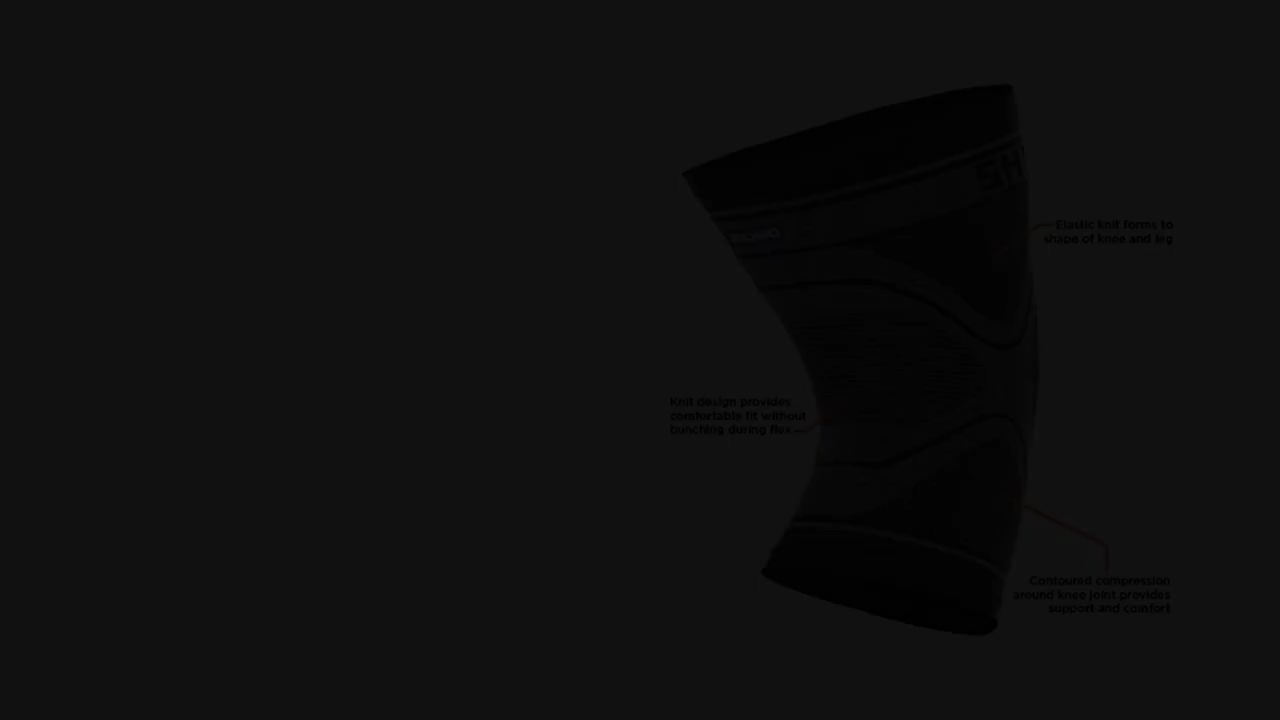 SH
Elastic knit forms to
shape of knee and leg
Knit design provides
comfortable fit without
bunching during flex
Contoured compression
around knee joint provides
support and comfort